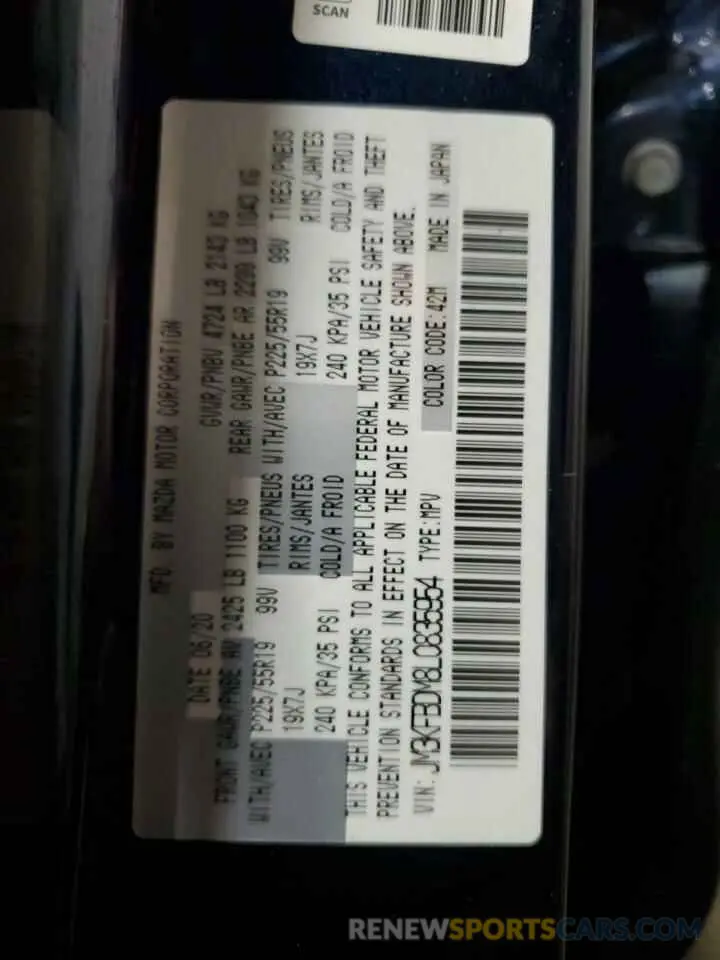 SCAN
MFD. BY MAZDA MOTOR CORPORATION
DATE 06/20 GVWR/PNBV 4724 LB 2143 KG
FRONT GAWR/PNBE AV 2425 LB 1100 KG REAR GAWR/PNBE AR 2299 LB 1043 KG
WITH/AVEC P225/55R19 99V TIRES/PNEUS WITH/AVEC P225/55R19 99V TIRES/PNEUS
19X7J RIMS/JANTES 19X7J RIMS/JANTES
240 KPA/35 PSI COLD/A FROID 240 KPA/35 PSI COLD/A FROID
THIS VEHICLE CONFORMS TO ALL APPLICABLE FEDERAL MOTOR VEHICLE SAFETY AND THEFT
PREVENTION STANDARDS IN EFFECT ON THE DATE OF MANUFACTURE SHOWN ABOVE.
VIN: JM3KFBDM8L0835954 TYPE:MPV COLOR CODE:42M MADE IN JAPAN
RENEWSPORTSCARS.COM